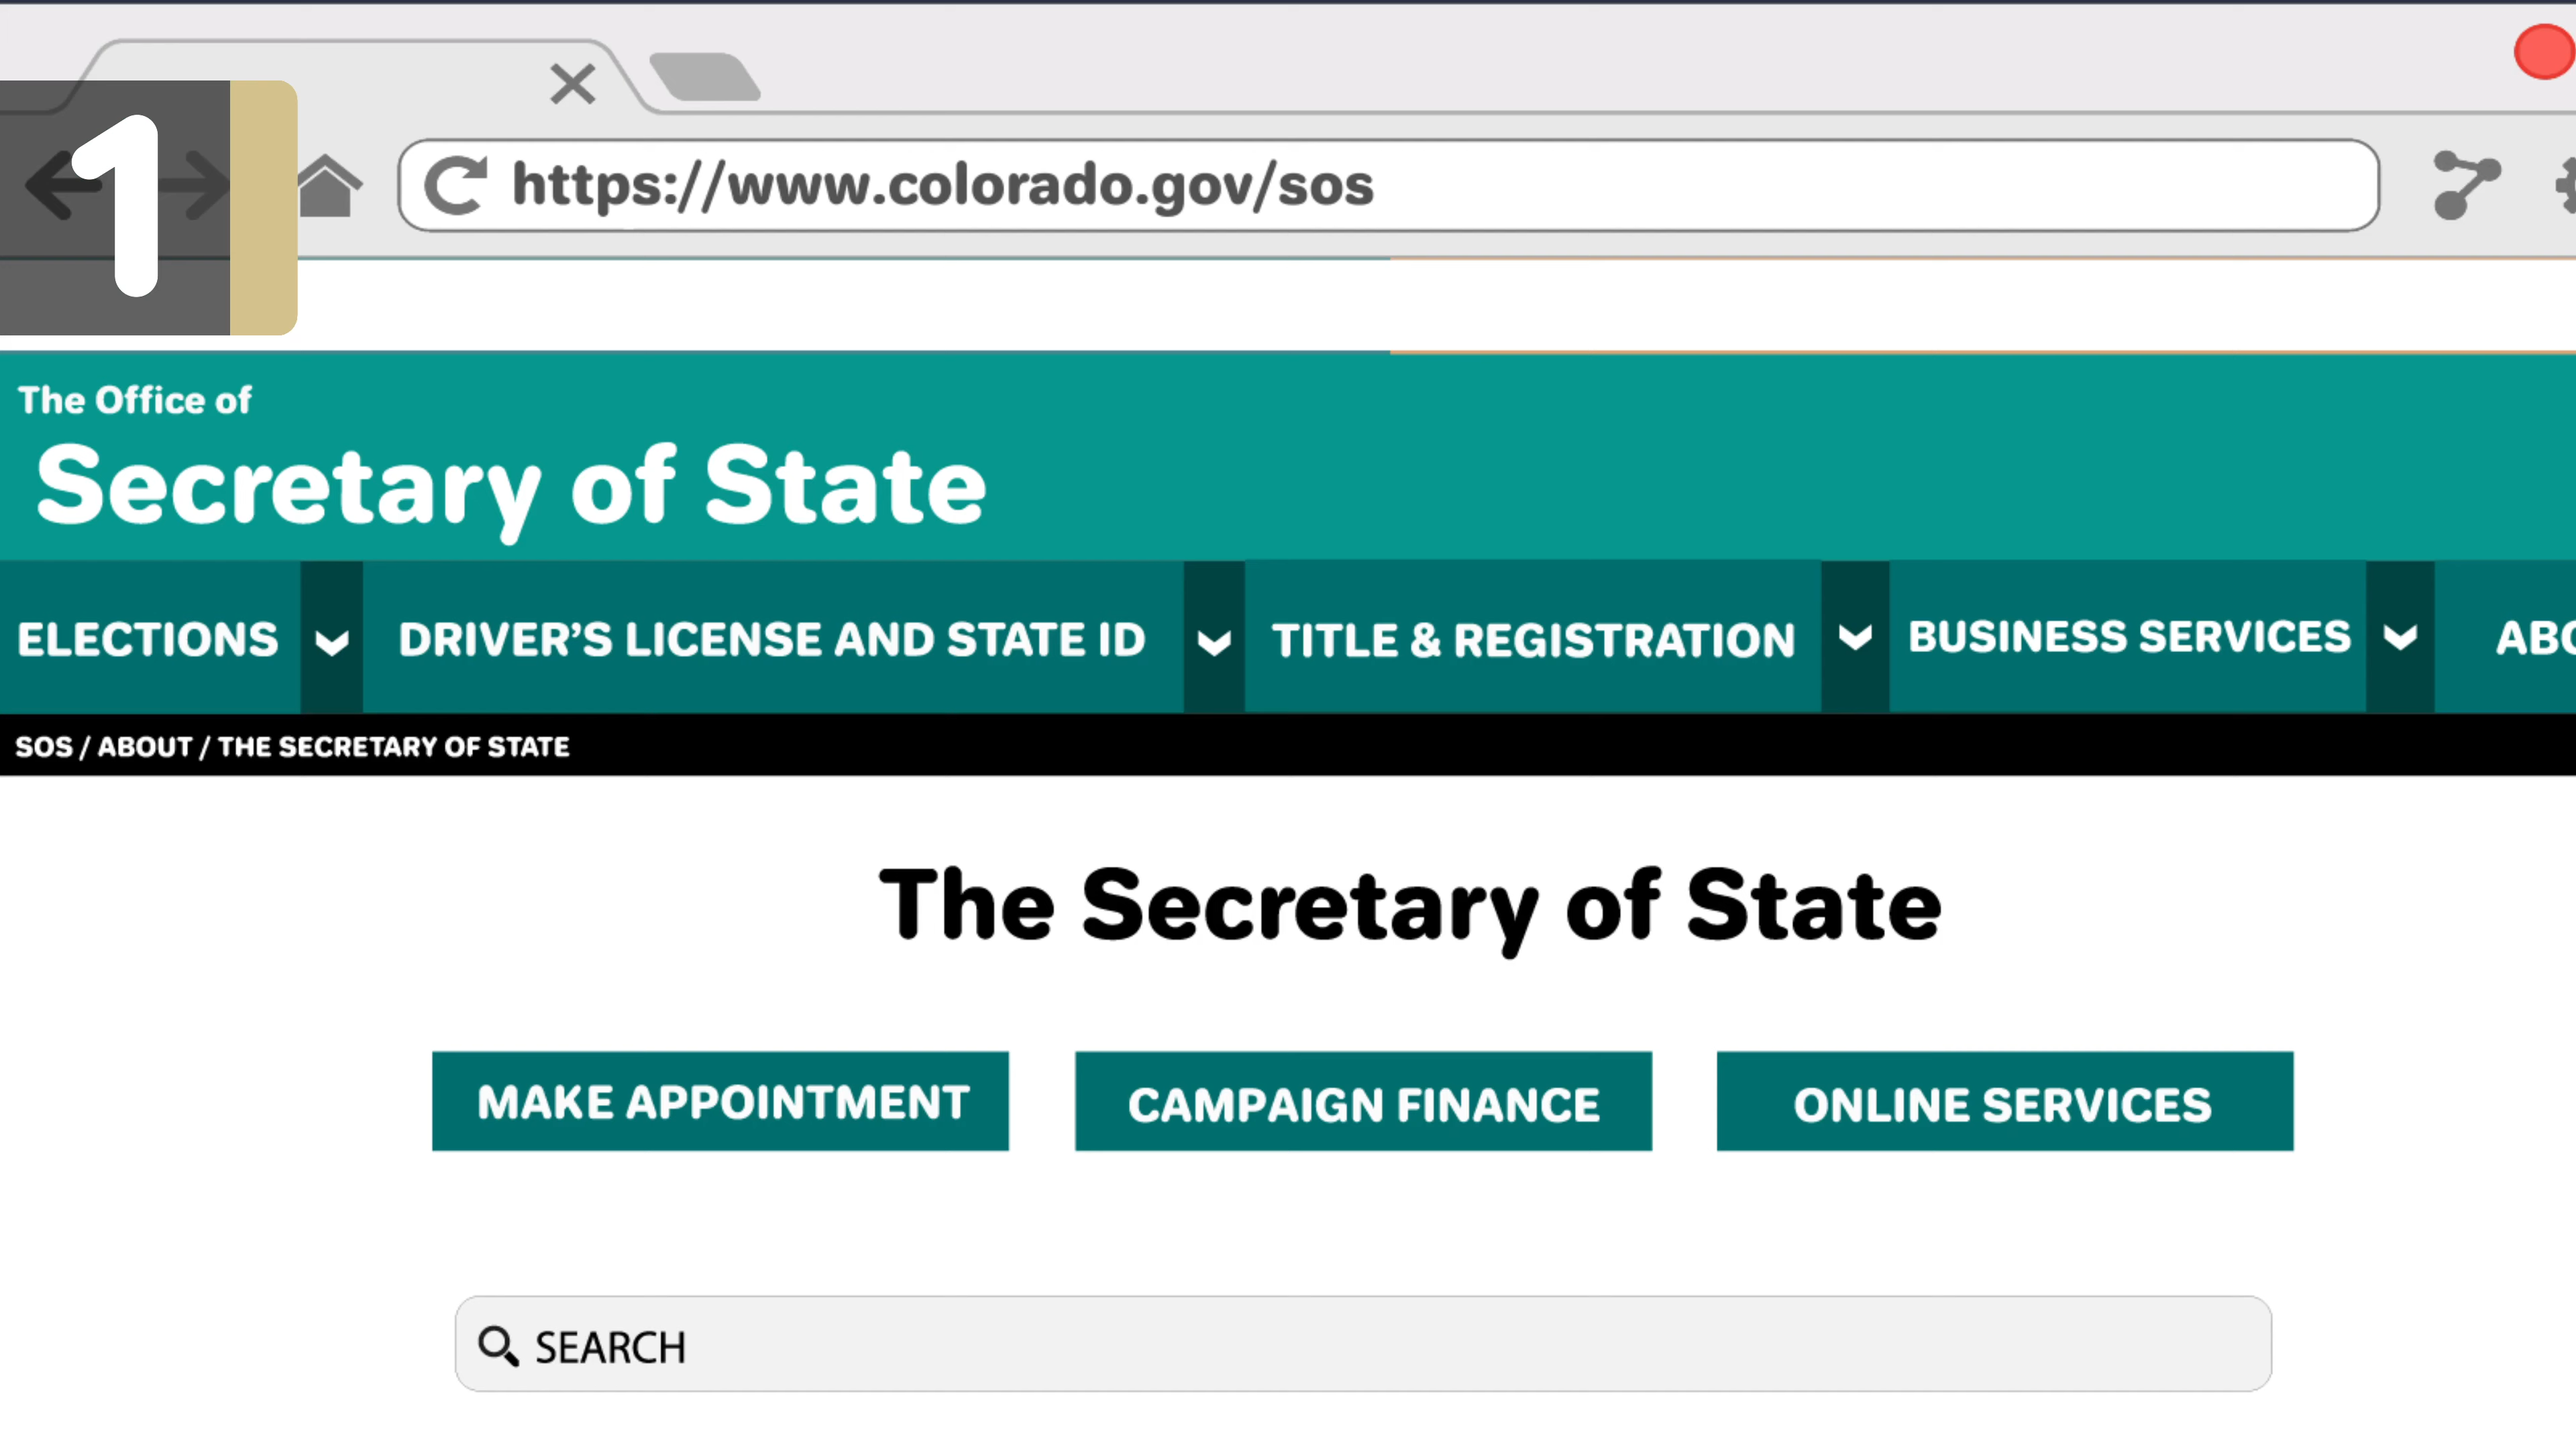 1
https://www.colorado.gov/sos
The Office of
Secretary of State
ELECTIONS DRIVER’S LICENSE AND STATE ID TITLE & REGISTRATION BUSINESS SERVICES
SOS / ABOUT / THE SECRETARY OF STATE
The Secretary of State
MAKE APPOINTMENT CAMPAIGN FINANCE ONLINE SERVICES
SEARCH